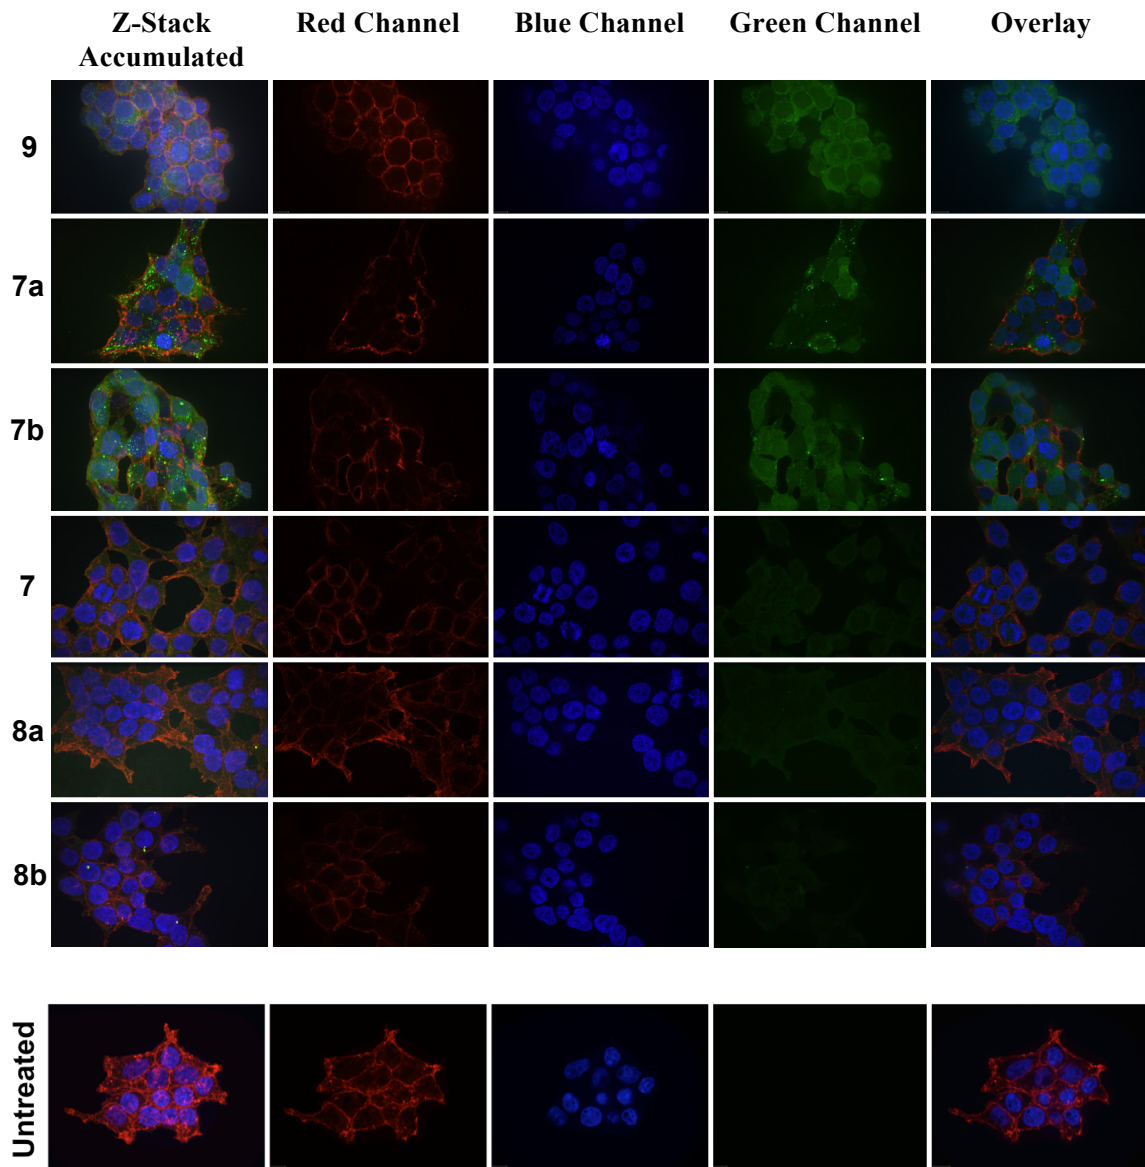 Z-Stack Accumulated
Red Channel
Blue Channel
Green Channel
Overlay
9
7a
7b
7
8a
8b
Untreated